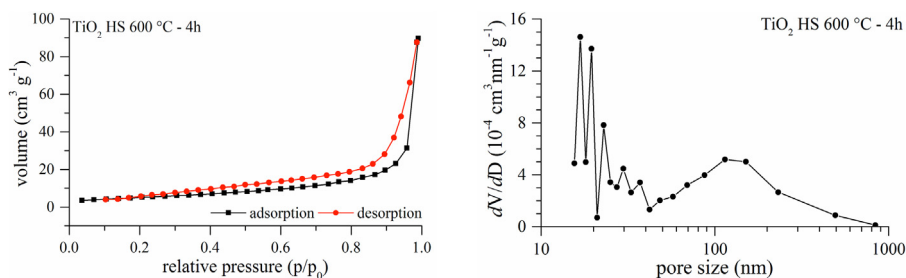 TiO₂ HS 600 °C - 4h
100
80
60
40
20
0
volume (cm³ g⁻¹)
adsorption desorption
0.0 0.2 0.4 0.6 0.8 1.0
relative pressure (p/p₀)
TiO₂ HS 600 °C - 4h
16
12
8
4
0
dV/dD (10⁻⁴ cm³ nm⁻¹ g⁻¹)
10 100 1000
pore size (nm)